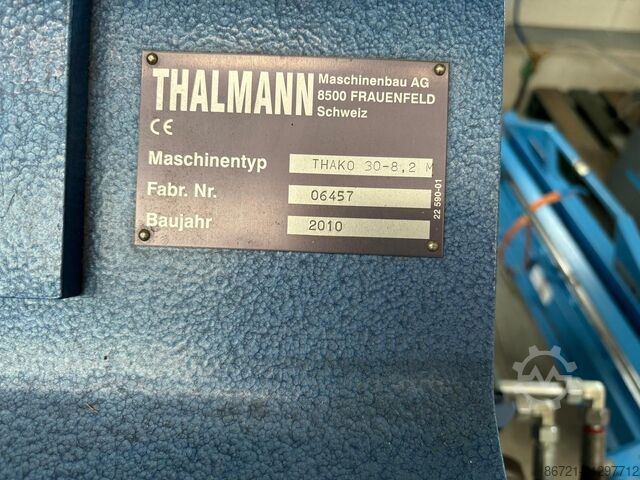 THALMANN
Maschinenbau AG
8500 FRAUENFELD
Schweiz
CE
Maschinentyp THAKO 30-8,2 M
Fabr. Nr. 06457
Baujahr 2010
22 590-01